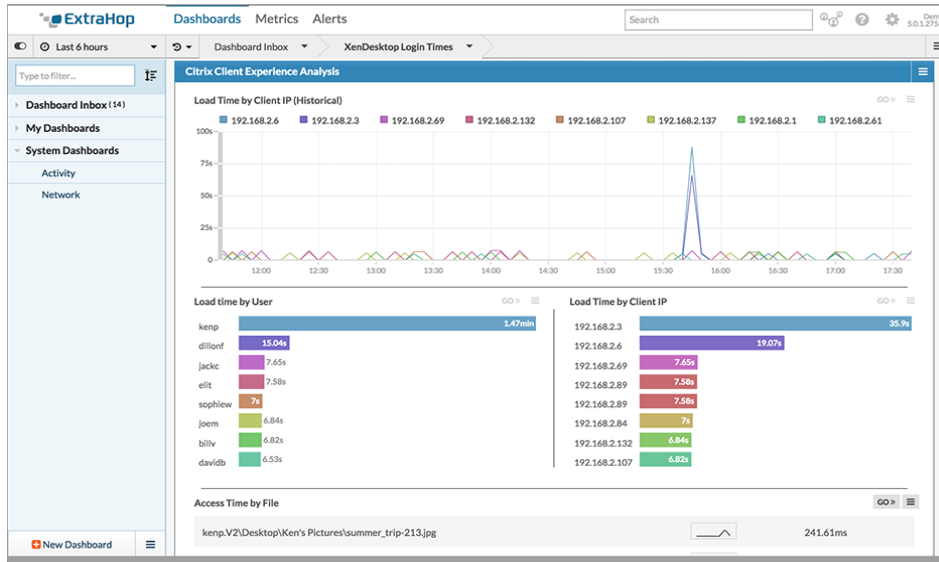 ExtraHop
Dashboards Metrics Alerts
Search
Dem
5.0.1.275
Last 6 hours
Dashboard Inbox
XenDesktop Login Times
Type to filter...
Dashboard Inbox (14)
My Dashboards
System Dashboards
Activity
Network
New Dashboard
Citrix Client Experience Analysis
Load Time by Client IP (Historical)
GO »
192.168.2.6 192.168.2.3 192.168.2.69 192.168.2.132 192.168.2.107 192.168.2.137 192.168.2.1 192.168.2.61
100s
75s
50s
25s
0
12:00 12:30 13:00 13:30 14:00 14:30 15:00 15:30 16:00 16:30 17:00 17:30
Load time by User
GO »
kenp 1.47min
dillonf 15.04s
jackc 7.65s
elit 7.58s
sophiew 7s
joem 6.84s
billv 6.82s
davidb 6.53s
Load Time by Client IP
GO »
192.168.2.3 35.9s
192.168.2.6 19.07s
192.168.2.69 7.65s
192.168.2.89 7.58s
192.168.2.89 7.58s
192.168.2.84 7s
192.168.2.132 6.84s
192.168.2.107 6.82s
Access Time by File
GO »
kenp.V2\Desktop\Ken's Pictures\summer_trip-213.jpg 241.61ms